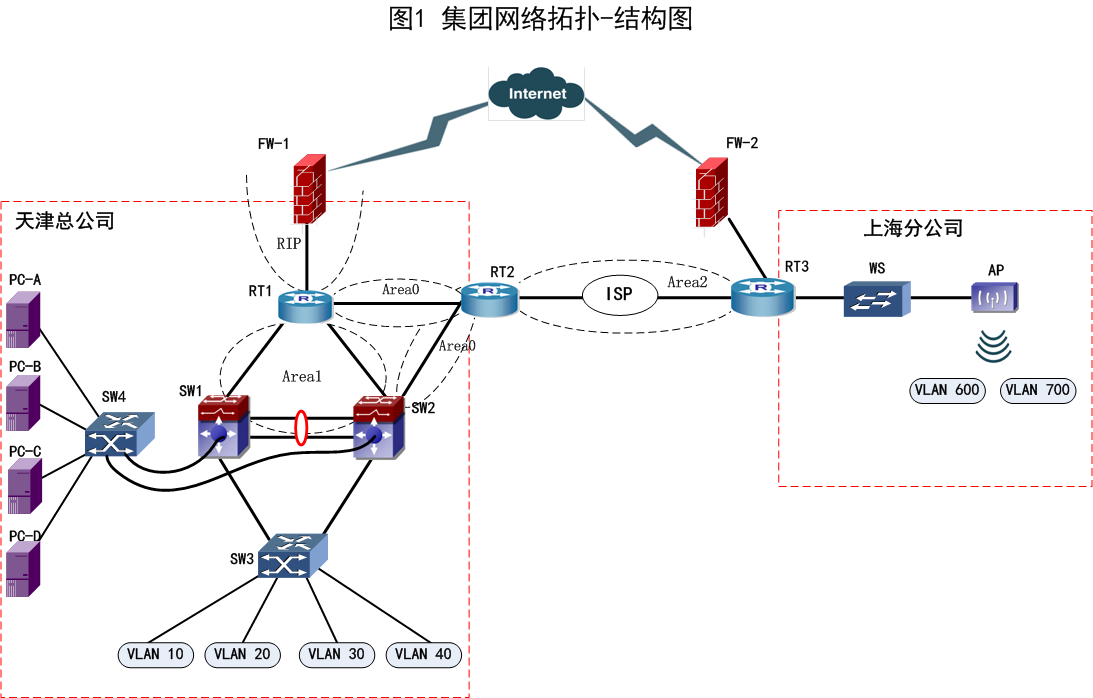 图1 集团网络拓扑-结构图
Internet
FW-1
FW-2
天津总公司
上海分公司
RIP
PC-A
RT1
Area0
RT2
ISP
Area2
RT3
WS
AP
PC-B
Area0
Area1
SW1
SW2
SW4
VLAN 600
VLAN 700
PC-C
PC-D
SW3
VLAN 10
VLAN 20
VLAN 30
VLAN 40
R
R
R